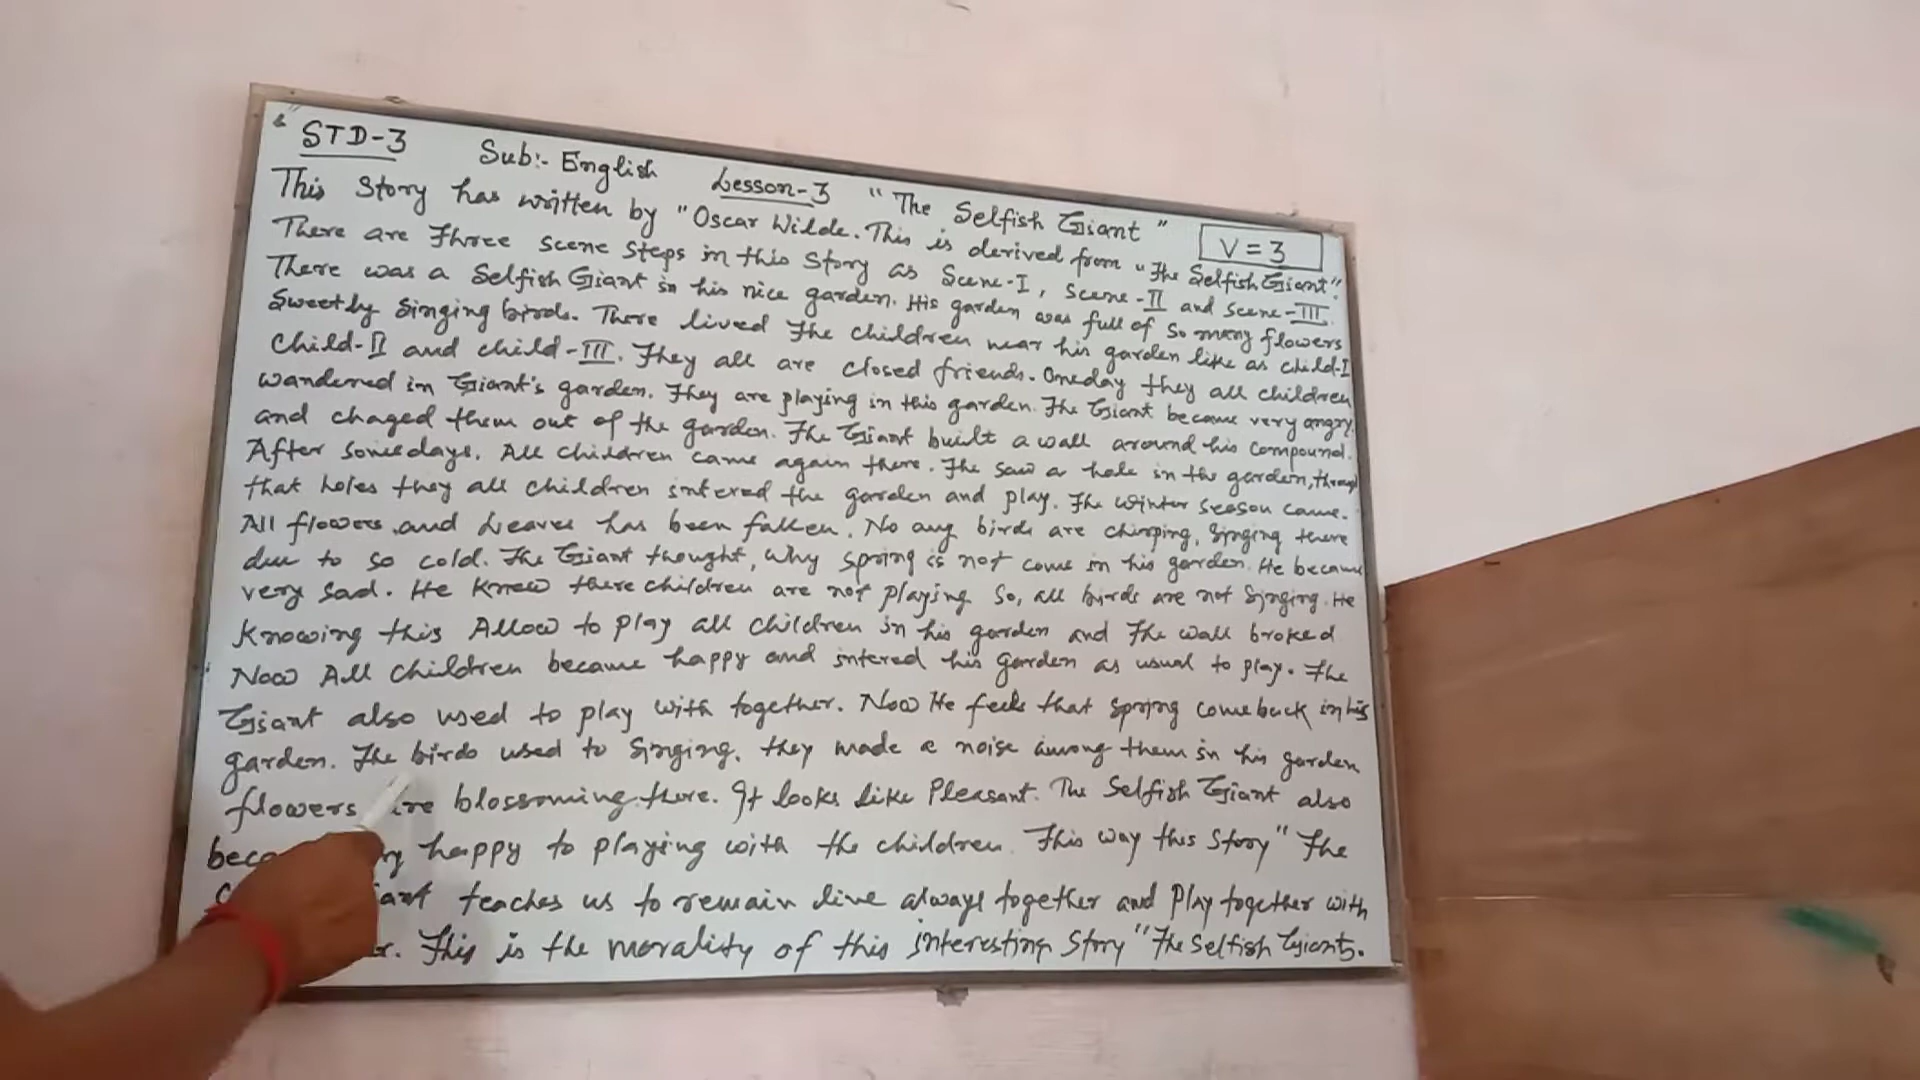 STD-3 Sub:- English Lesson-3 "The Selfish Giant"
V = 3
This Story has written by "Oscar Wilde. This is derived from "The Selfish Giant".
There are Three scene steps in this story as Scene-I, Scene-II and Scene-III.
There was a Selfish Giant in his nice garden. His garden was full of so many flowers
Sweetly singing birds. There lived the children near his garden like as child-I
Child-II and child-III. They all are closed friends. Oneday they all children
wandered in Giant's garden. They are playing in this garden. The Giant became very angry
and chaged them out of the garden. The Giant built a wall around his compound.
After somedays. All children came again there. The saw a hole in the garden, through
that holes they all children intered the garden and play. The winter season came.
All flowers and Leaves has been fallen. No any birds are chirping, Singing there
due to so cold. The Giant thought, why spring is not come in his garden. He became
very sad. He knew there children are not playing so, all birds are not Singing. He
Knowing this Allow to play all children in his garden and The wall broked
Now All children became happy and intered his garden as usual to play. The
Giant also used to play with together. Now He feels that spring come back in his
garden. The birds used to Singing. they made a noise among them in his garden
flowers are blossoming there. It looks like Pleasant. The Selfish Giant also
happy to playing with the children. This way this Story "The
teaches us to remain live always together and Play together with
This is the morality of this interesting Story "The Selfish Giants.